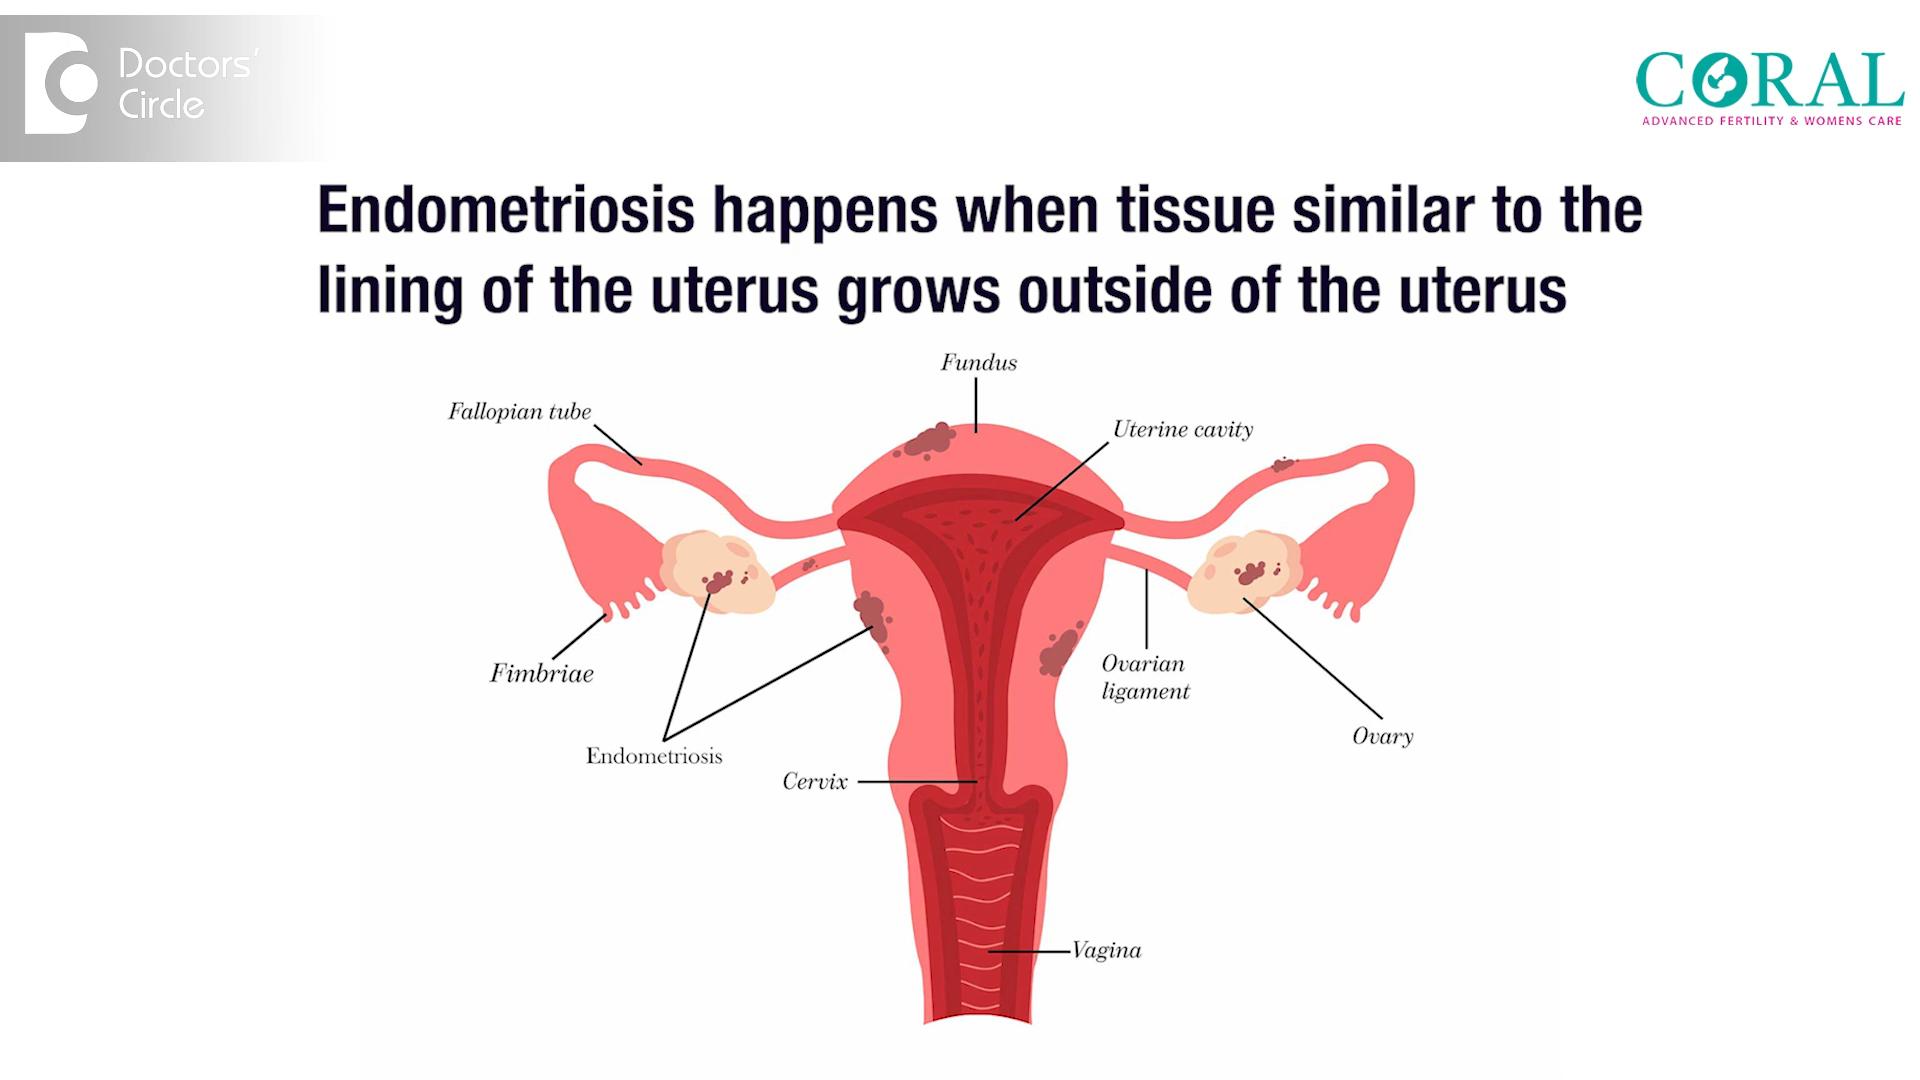 Doctors'
Circle
CORAL
ADVANCED FERTILITY & WOMENS CARE
Endometriosis happens when tissue similar to the
lining of the uterus grows outside of the uterus
Fundus
Fallopian tube
Uterine cavity
Fimbriae
Ovarian
ligament
Ovary
Endometriosis
Cervix
Vagina